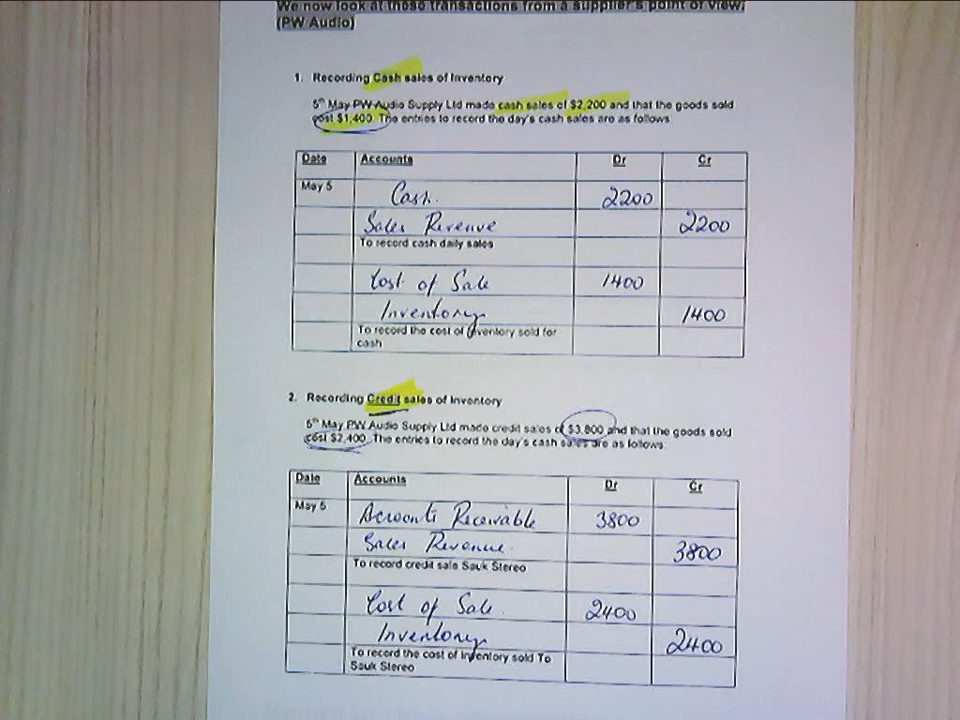 We now look at those transactions from a supplier's point of view.
(PW Audio)
1. Recording Cash sales of Inventory
5th May PW Audio Supply Ltd made cash sales of $2,200 and that the goods sold
cost $1,400. The entries to record the day's cash sales are as follows.
Date Accounts Dr Cr
May 5 Cash. 2200
Sales Revenue 2200
To record cash daily sales
Cost of Sale 1400
Inventory 1400
To record the cost of Inventory sold for
cash
2. Recording Credit sales of Inventory
5th May PW Audio Supply Ltd made credit sales of $3,800 and that the goods sold
cost $2,400. The entries to record the day's cash sales are as follows.
Date Accounts Dr Cr
May 5 Accounts Receivable 3800
Sales Revenue. 3800
To record credit sale Sauk Stereo
Cost of Sale. 2400
Inventory 2400
To record the cost of Inventory sold To
Sauk Stereo